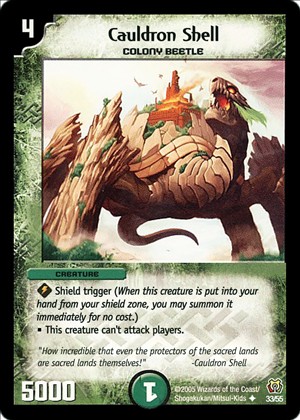 4
Cauldron Shell
COLONY BEETLE
CREATURE
Shield trigger (When this creature is put into your
hand from your shield zone, you may summon it
immediately for no cost.)
▪ This creature can't attack players.
"How incredible that even the protectors of the sacred lands
are sacred lands themselves!" -Cauldron Shell
5000
1
©2005 Wizards of the Coast/
Shogakukan/Mitsui-Kids
33/55